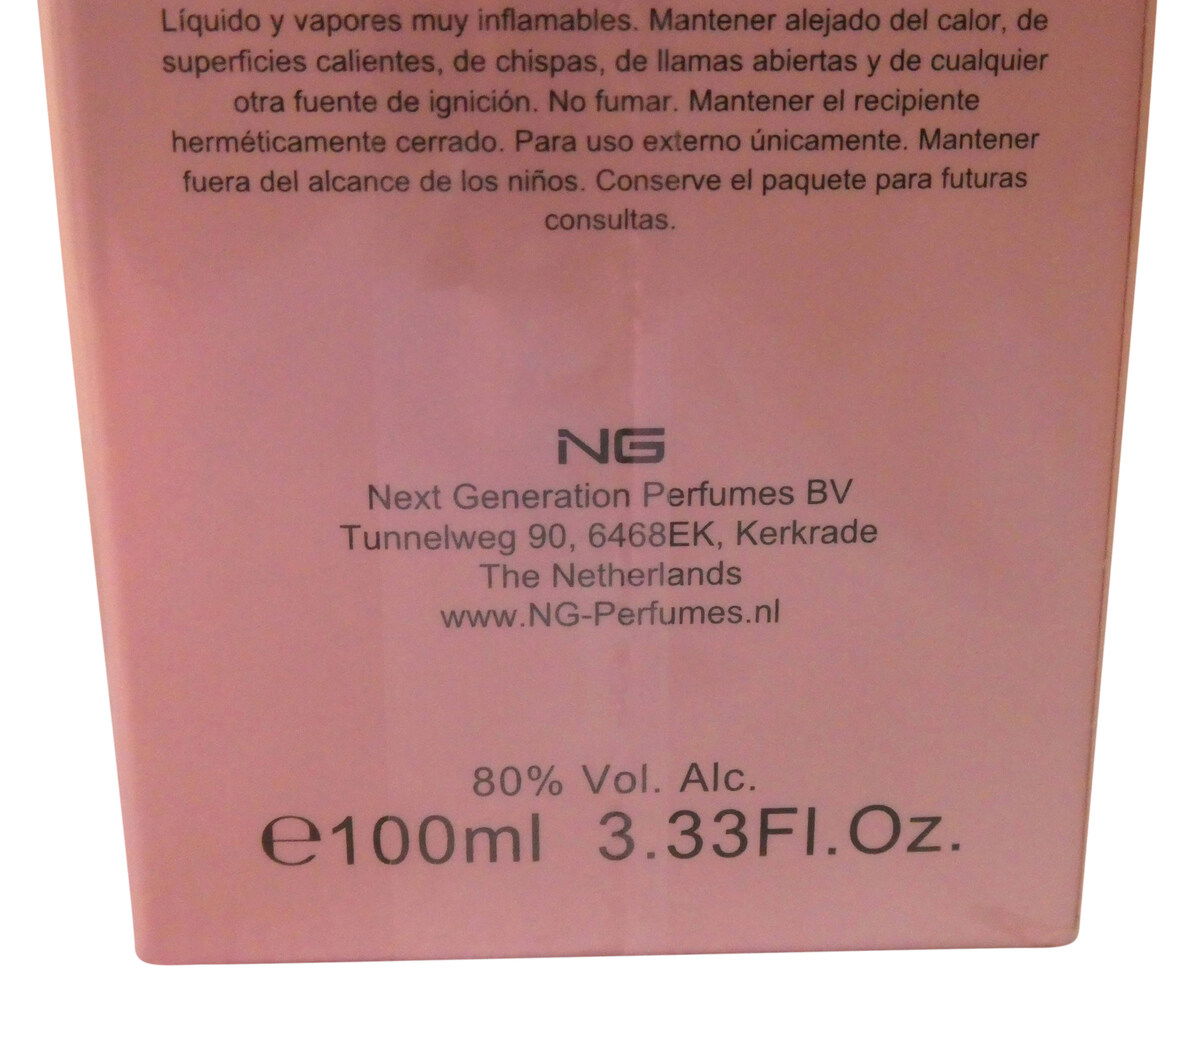 Líquido y vapores muy inflamables. Mantener alejado del calor, de
superficies calientes, de chispas, de llamas abiertas y de cualquier
otra fuente de ignición. No fumar. Mantener el recipiente
herméticamente cerrado. Para uso externo únicamente. Mantener
fuera del alcance de los niños. Conserve el paquete para futuras
consultas.
NG
Next Generation Perfumes BV
Tunnelweg 90, 6468EK, Kerkrade
The Netherlands
www.NG-Perfumes.nl
80% Vol. Alc.
℮100ml 3.33Fl.Oz.